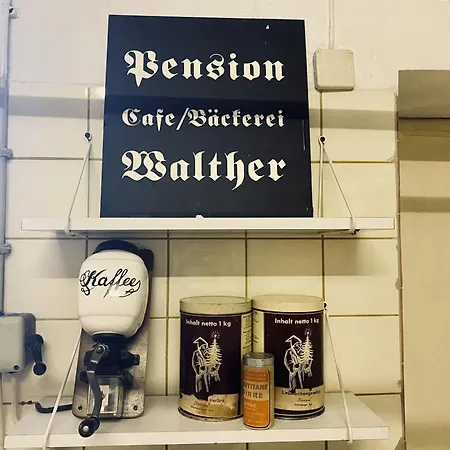 Pension
Cafe/Bäckerei
Walther
Kaffee
Inhalt netto 1 kg
Inhalt netto 1 kg